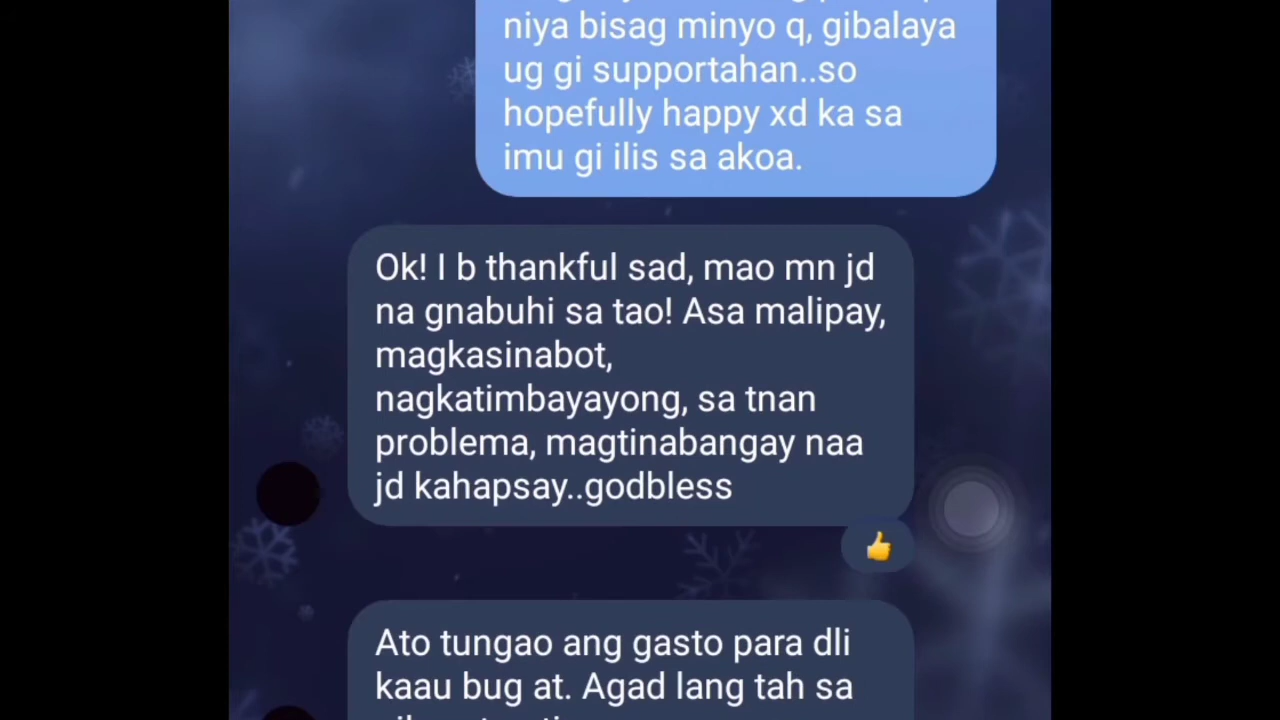 niya bisag minyo q, gibalaya
ug gi supportahan..so
hopefully happy xd ka sa
imu gi ilis sa akoa.
Ok! I b thankful sad, mao mn jd
na gnabuhi sa tao! Asa malipay,
magkasinabot,
nagkatimbayayong, sa tnan
problema, magtinabangay naa
jd kahapsay..godbless
Ato tungao ang gasto para dli
kaau bug at. Agad lang tah sa